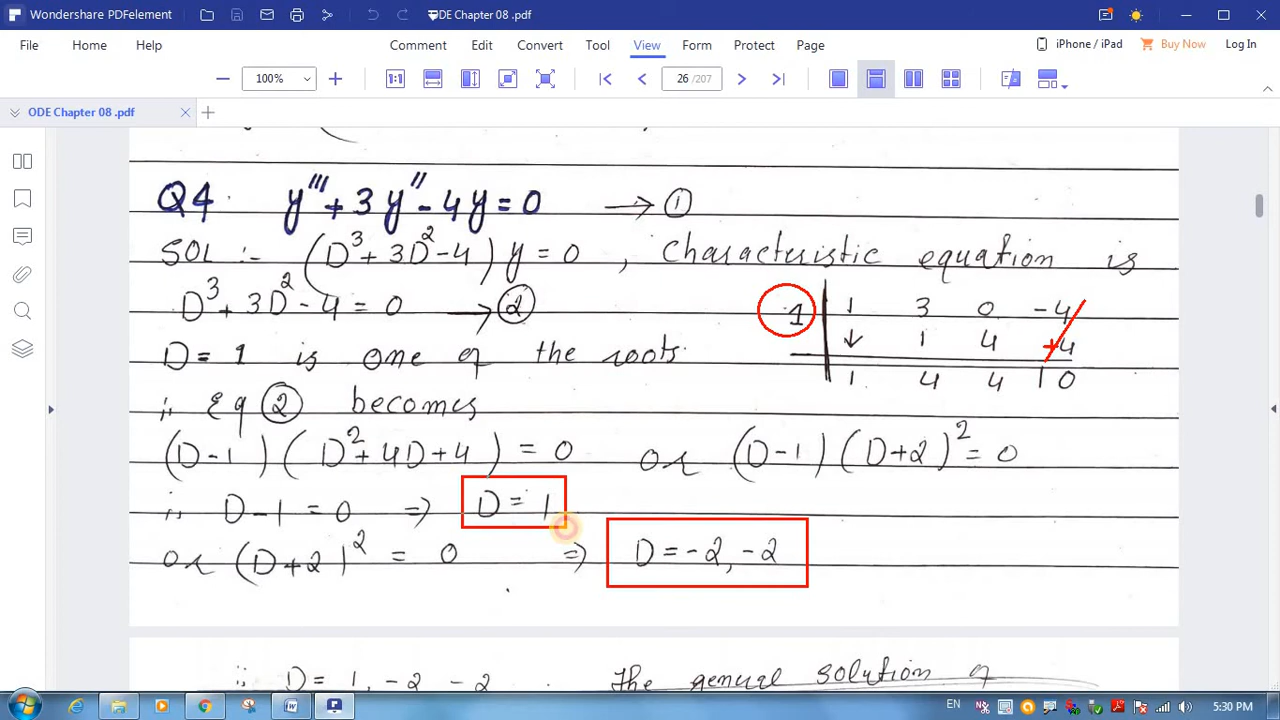 Wondershare PDFelement
ODE Chapter 08.pdf
File Home Help Comment Edit Convert Tool View Form Protect Page iPhone / iPad Buy Now Log In
100% 1:1 26 /207
ODE Chapter 08.pdf
Q4. y''' + 3y'' - 4y = 0 → ①
SOL :- (D³ + 3D² - 4) y = 0 , characteristic equation is
D³ + 3D² - 4 = 0 → ②
1 | 1 3 0 -4
D = 1 is one of the roots.
↓ 1 4 +4
1 4 4 | 0
∴ Eq ② becomes
(D-1) (D² + 4D + 4) = 0 or (D-1) (D+2)² = 0
∴ D-1 = 0 ⇒ D = 1
or (D+2)² = 0 ⇒ D = -2, -2
∴ D = 1, -2 -2 . The general solution of
EN 5:30 PM